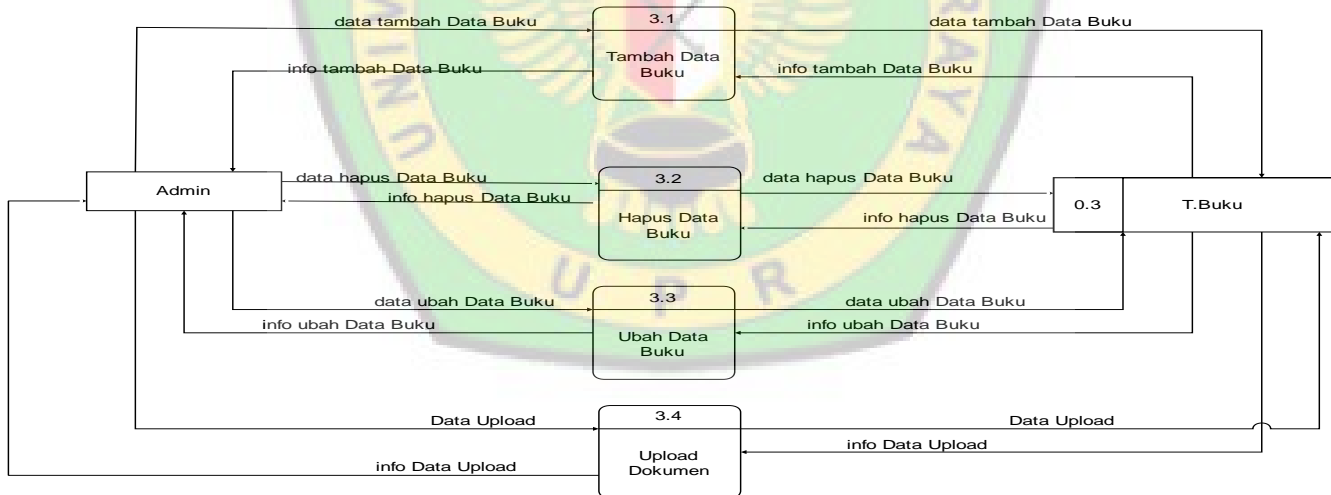 data tambah Data Buku
3.1
data tambah Data Buku
Tambah Data
Buku
info tambah Data Buku
info tambah Data Buku
Admin
data hapus Data Buku
info hapus Data Buku
3.2
Hapus Data
Buku
data hapus Data Buku
info hapus Data Buku
0.3
T.Buku
data ubah Data Buku
info ubah Data Buku
3.3
Ubah Data
Buku
data ubah Data Buku
info ubah Data Buku
Data Upload
info Data Upload
3.4
Upload
Dokumen
Data Upload
info Data Upload
UNIM
RAYA
U P R